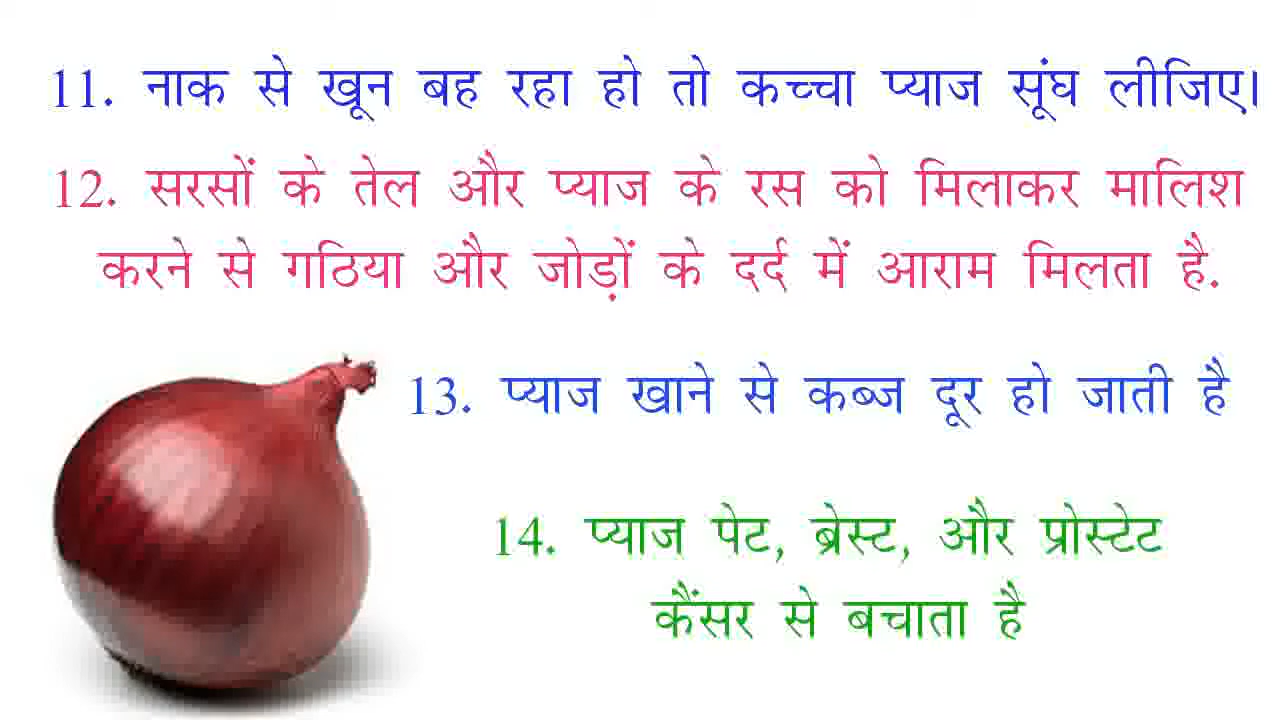 11. नाक से खून बह रहा हो तो कच्चा प्याज सूंघ लीजिए।
12. सरसों के तेल और प्याज के रस को मिलाकर मालिश
करने से गठिया और जोड़ों के दर्द में आराम मिलता है.
13. प्याज खाने से कब्ज दूर हो जाती है
14. प्याज पेट, ब्रेस्ट, और प्रोस्टेट
कैंसर से बचाता है